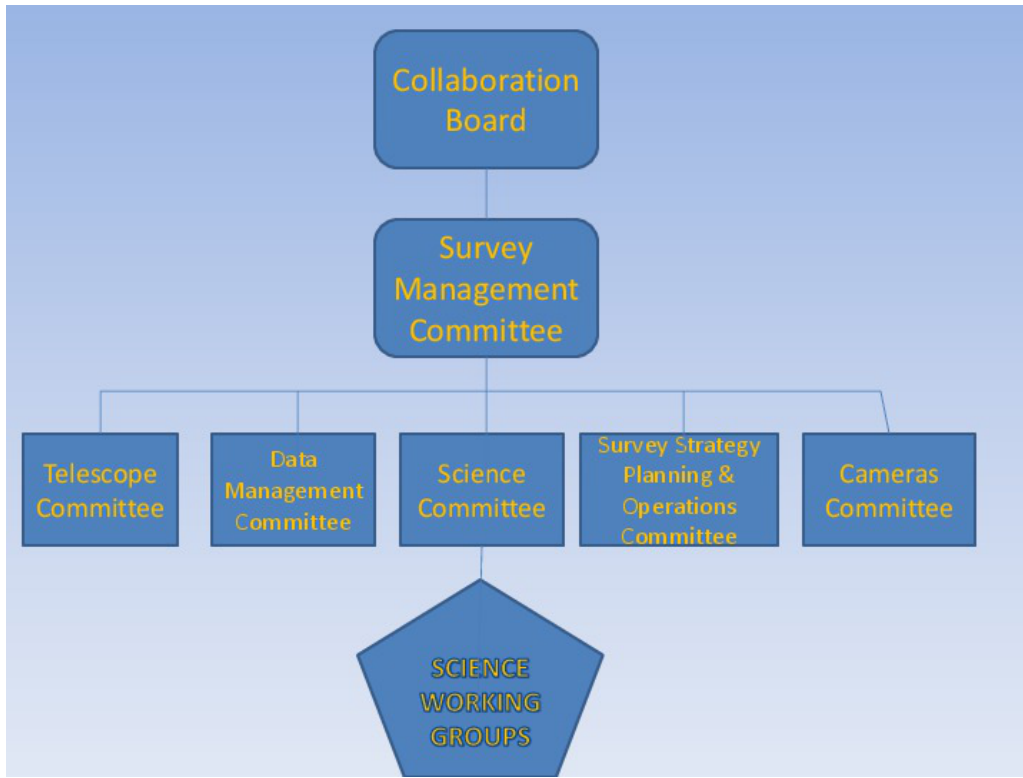 Collaboration
Board
Survey
Management
Committee
Telescope
Committee
Data
Management
Committee
Science
Committee
Survey Strategy
Planning &
Operations
Committee
Cameras
Committee
SCIENCE
WORKING
GROUPS